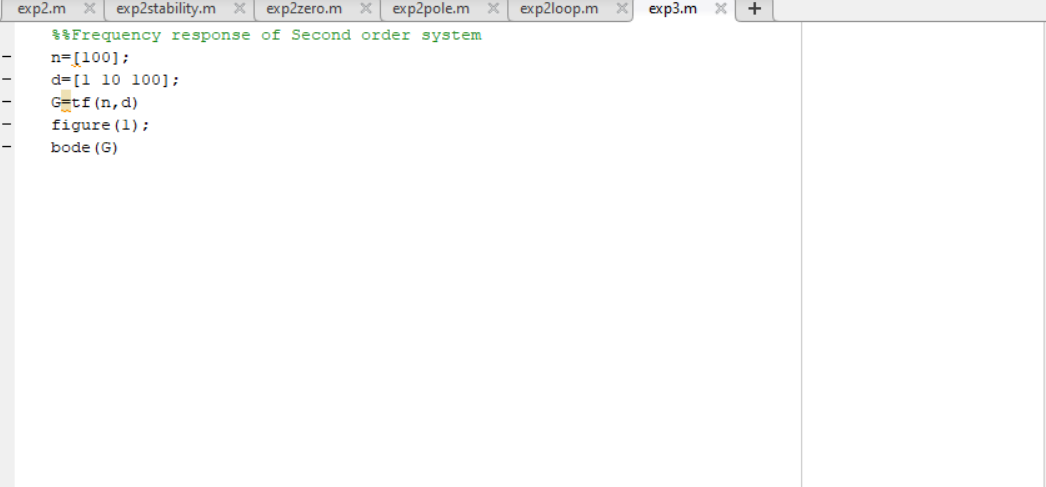 exp2.m exp2stability.m exp2zero.m exp2pole.m exp2loop.m exp3.m
%%Frequency response of Second order system
n=[100];
d=[1 10 100];
G=tf(n,d)
figure(1);
bode(G)